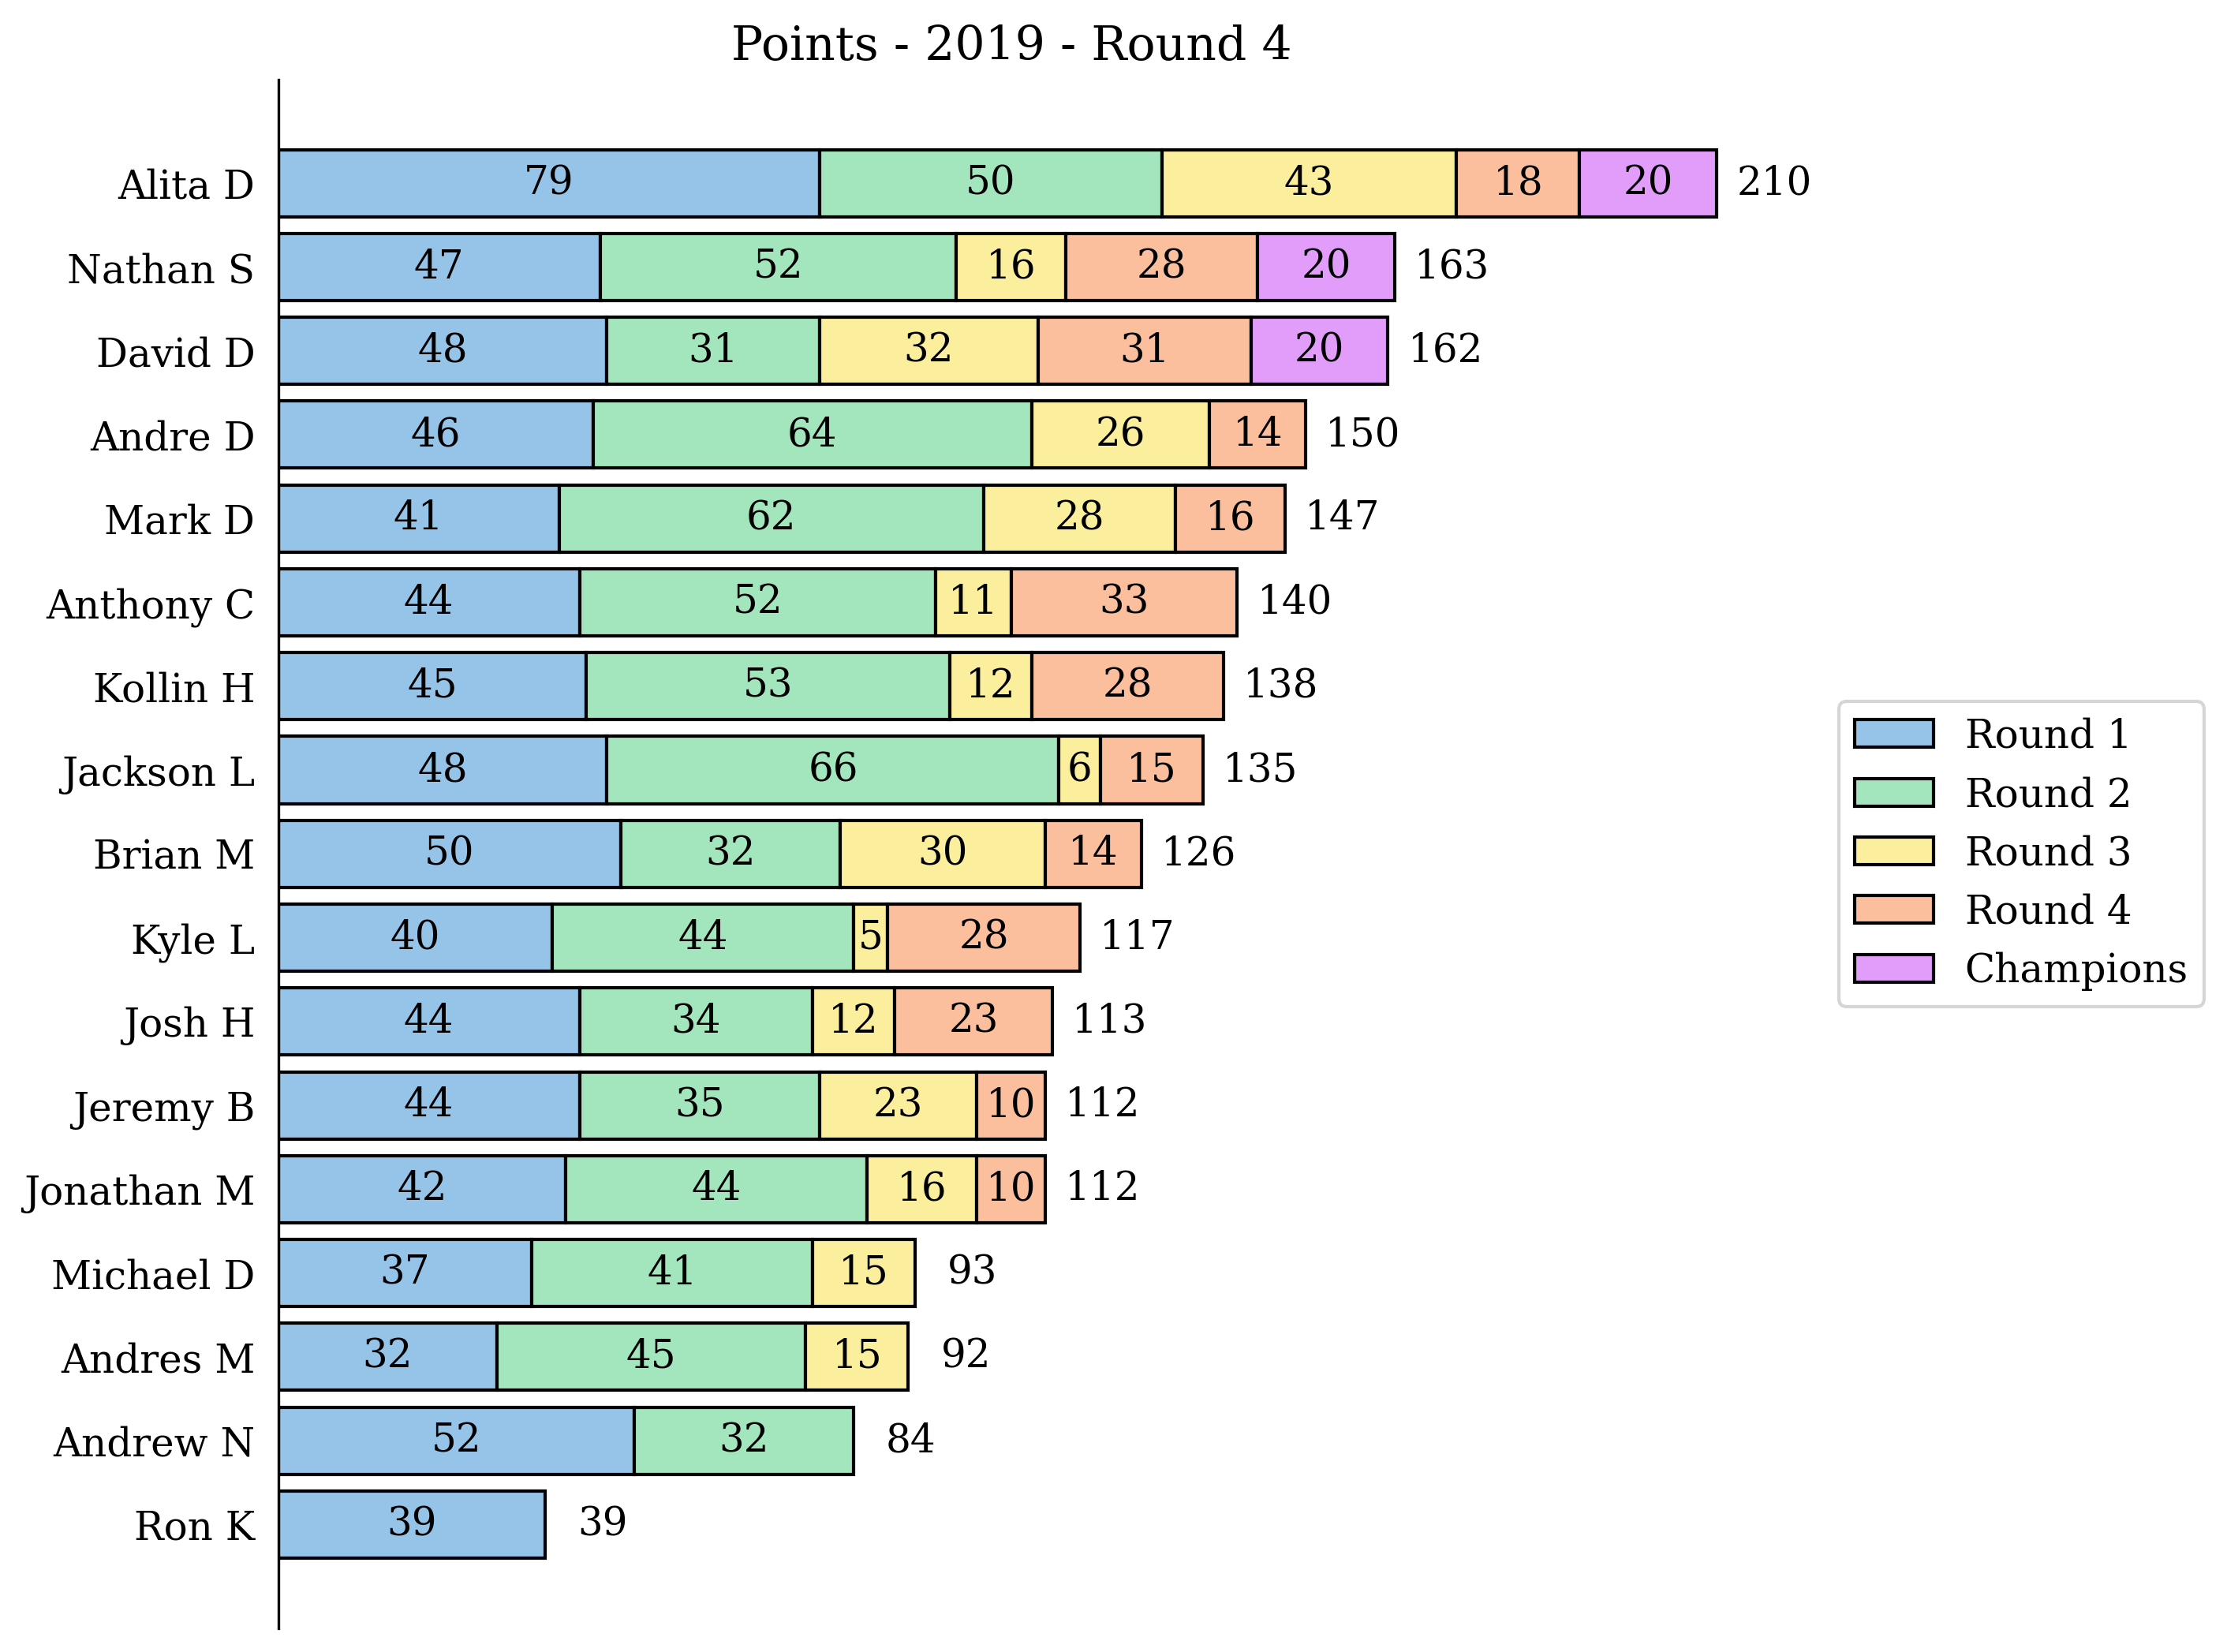 Points - 2019 - Round 4
Alita D 79 50 43 18 20 210
Nathan S 47 52 16 28 20 163
David D 48 31 32 31 20 162
Andre D 46 64 26 14 150
Mark D 41 62 28 16 147
Anthony C 44 52 11 33 140
Kollin H 45 53 12 28 138
Jackson L 48 66 6 15 135
Brian M 50 32 30 14 126
Kyle L 40 44 5 28 117
Josh H 44 34 12 23 113
Jeremy B 44 35 23 10 112
Jonathan M 42 44 16 10 112
Michael D 37 41 15 93
Andres M 32 45 15 92
Andrew N 52 32 84
Ron K 39 39
Round 1
Round 2
Round 3
Round 4
Champions